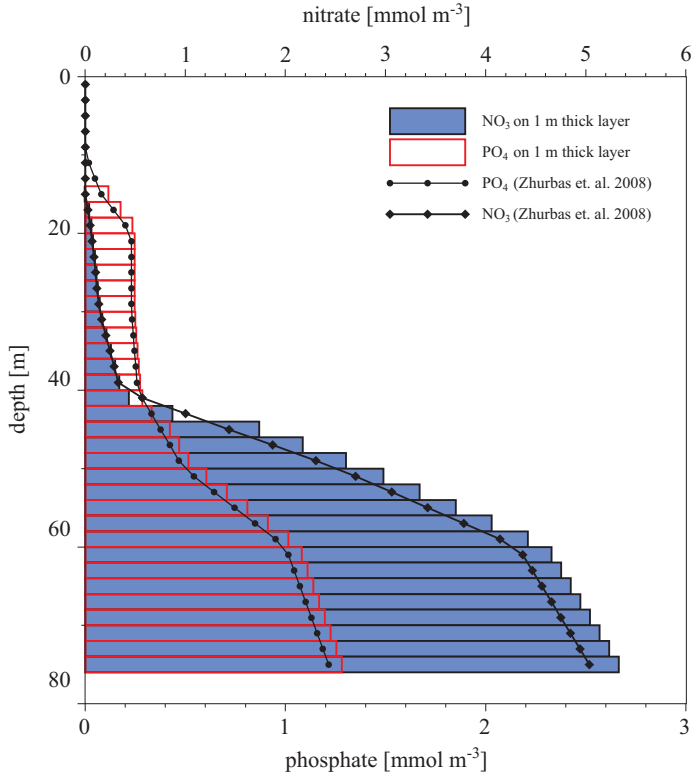 nitrate [mmol m-3]
0 1 2 3 4 5 6
0
NO3 on 1 m thick layer
PO4 on 1 m thick layer
PO4 (Zhurbas et. al. 2008)
NO3 (Zhurbas et. al. 2008)
20
40
60
80
depth [m]
0 1 2 3
phosphate [mmol m-3]